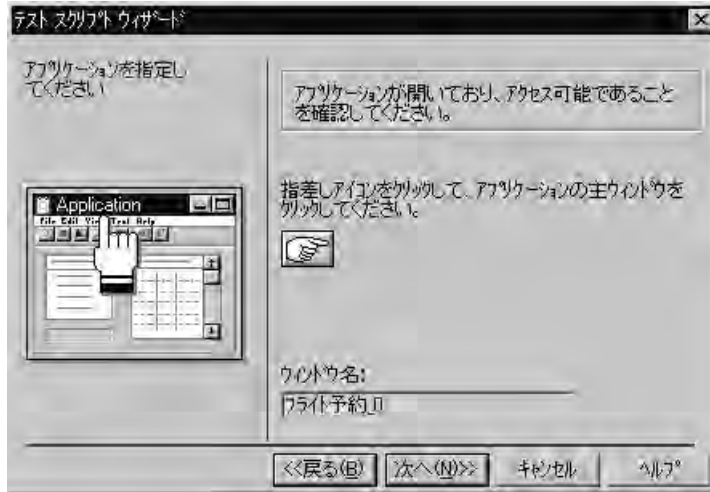 テスト スクリプト ウィザード
アプリケーションを指定し
てください
アプリケーションが開いており、アクセス可能であること
を確認してください。
Application
File Edit View Test Help
指差しアイコンをクリックして、アプリケーションの主ウィンドウを
クリックしてください。
ウィンドウ名:
フライト予約_0
<<戻る(B)
次へ(N)>>
キャンセル
ヘルプ